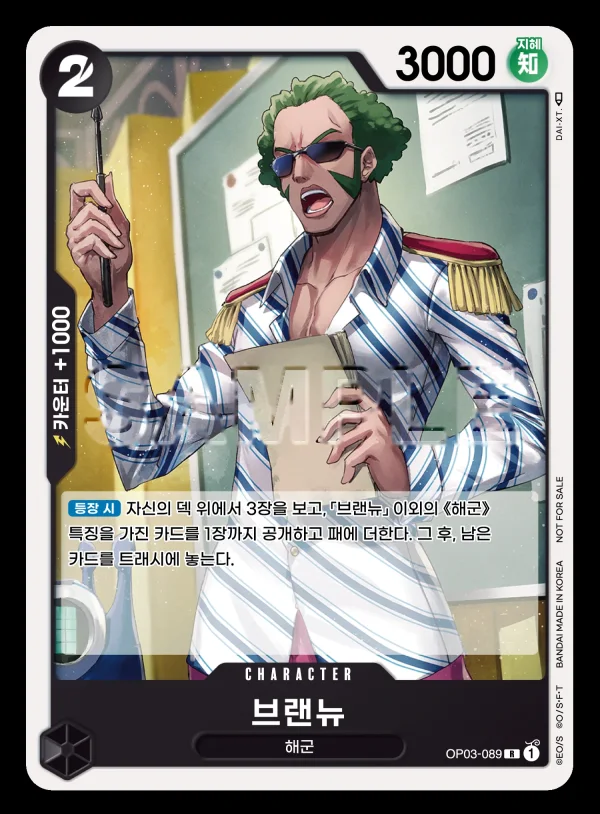 2
3000
지혜
知
DAI-XT.
⚡카운터 +1000
SAMPLE
등장 시 자신의 덱 위에서 3장을 보고, 「브랜뉴」 이외의 《해군》
특징을 가진 카드를 1장까지 공개하고 패에 더한다. 그 후, 남은
카드를 트래시에 놓는다.
CHARACTER
브랜뉴
해군
OP03-089 R 1
©EO/S ©O/S·F·T BANDAI MADE IN KOREA NOT FOR SALE